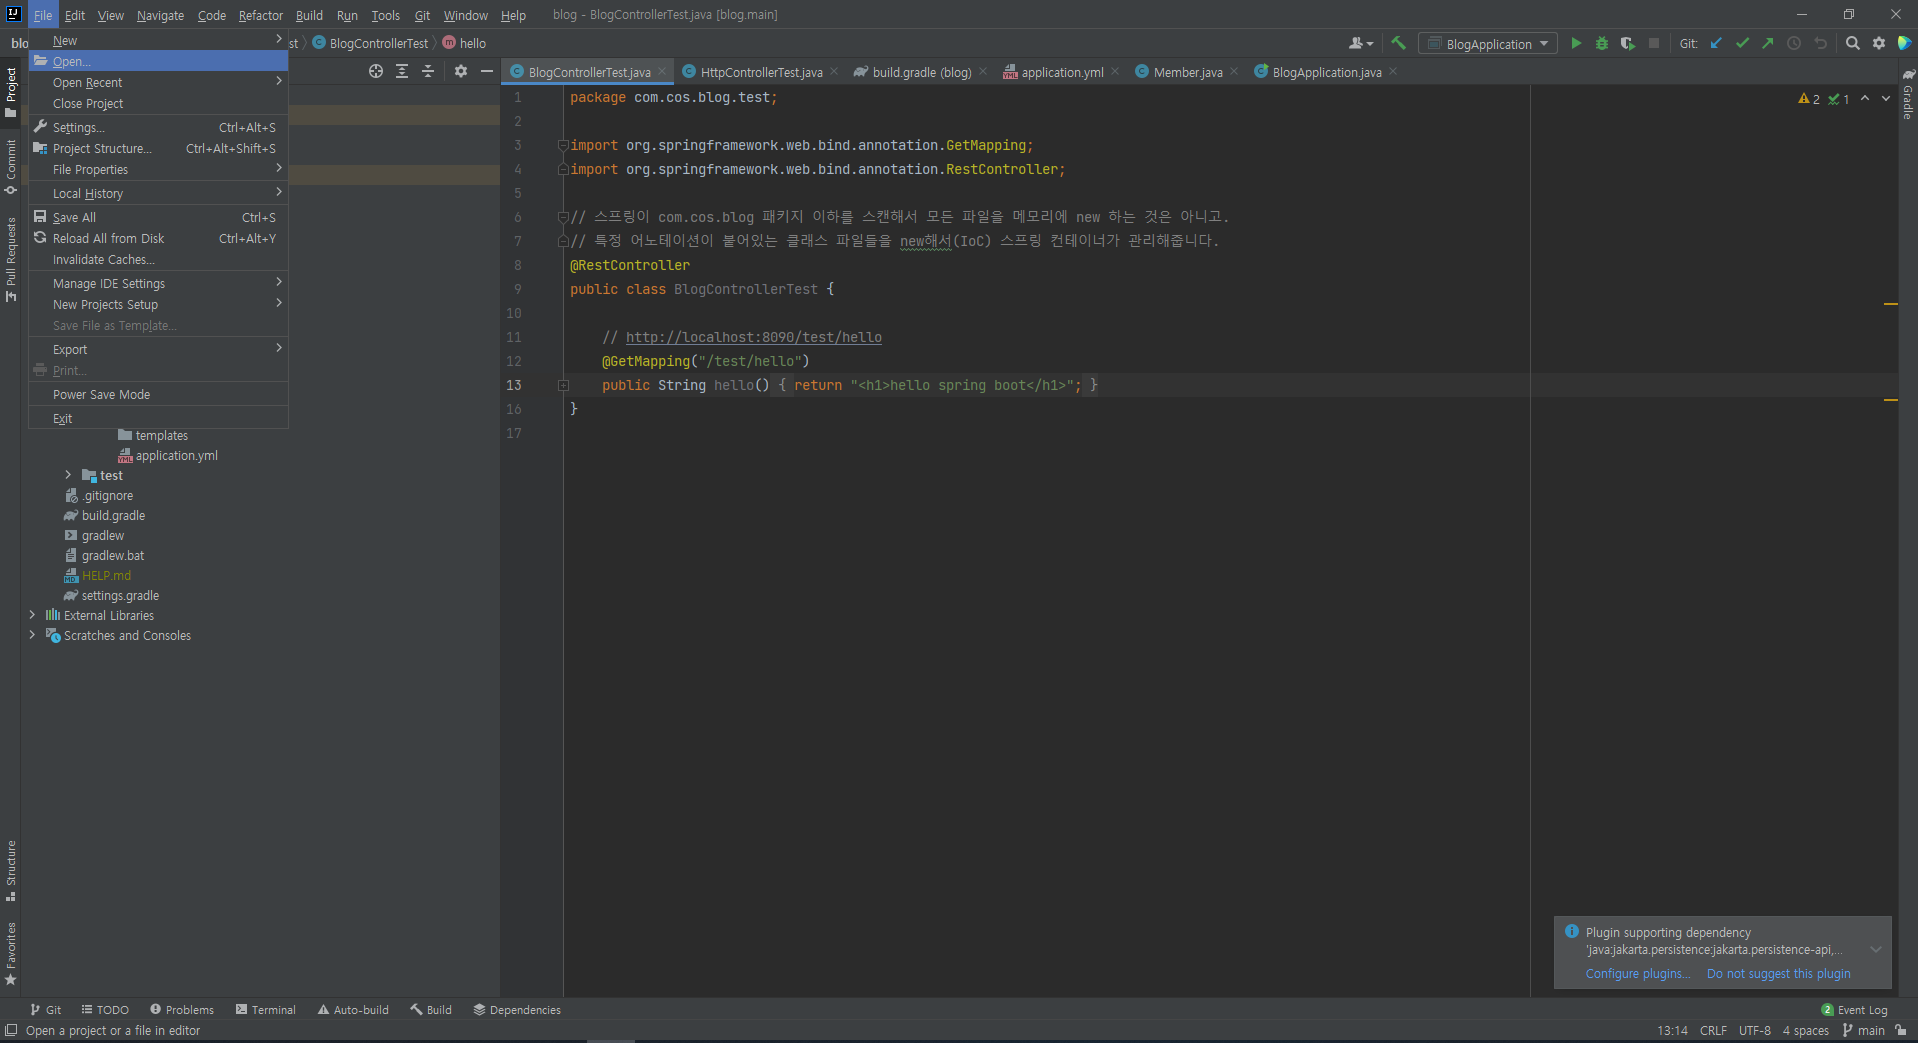 IJ File Edit View Navigate Code Refactor Build Run Tools Git Window Help blog - BlogControllerTest.java [blog.main]
blo st BlogControllerTest m hello BlogApplication Git:
New
Open...
Open Recent
Close Project
Settings... Ctrl+Alt+S
Project Structure... Ctrl+Alt+Shift+S
File Properties
Local History
Save All Ctrl+S
Reload All from Disk Ctrl+Alt+Y
Invalidate Caches...
Manage IDE Settings
New Projects Setup
Save File as Template...
Export
Print...
Power Save Mode
Exit
templates
application.yml
test
.gitignore
build.gradle
gradlew
gradlew.bat
HELP.md
settings.gradle
External Libraries
Scratches and Consoles
Project
Commit
Pull Requests
Structure
Favorites
BlogControllerTest.java HttpControllerTest.java build.gradle (blog) application.yml Member.java BlogApplication.java
2 1
Gradle
1 package com.cos.blog.test;
2
3 import org.springframework.web.bind.annotation.GetMapping;
4 import org.springframework.web.bind.annotation.RestController;
5
6 // 스프링이 com.cos.blog 패키지 이하를 스캔해서 모든 파일을 메모리에 new 하는 것은 아니고.
7 // 특정 어노테이션이 붙어있는 클래스 파일들을 new해서(IoC) 스프링 컨테이너가 관리해줍니다.
8 @RestController
9 public class BlogControllerTest {
10
11 // http://localhost:8090/test/hello
12 @GetMapping("/test/hello")
13 public String hello() { return "<h1>hello spring boot</h1>"; }
16 }
17
Plugin supporting dependency
'java:jakarta.persistence:jakarta.persistence-api,...
Configure plugins... Do not suggest this plugin
Git TODO Problems Terminal Auto-build Build Dependencies 2 Event Log
Open a project or a file in editor 13:14 CRLF UTF-8 4 spaces main